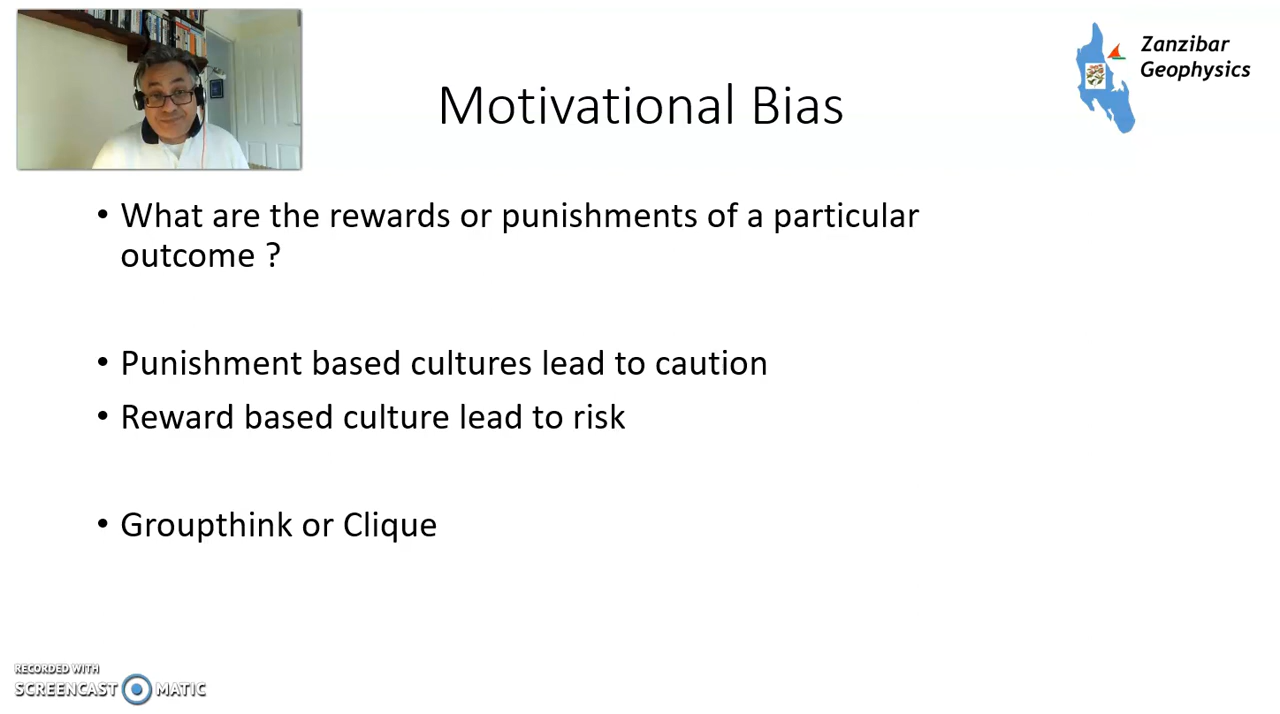 Zanzibar
Geophysics
Motivational Bias
• What are the rewards or punishments of a particular
outcome ?
• Punishment based cultures lead to caution
• Reward based culture lead to risk
• Groupthink or Clique
RECORDED WITH
SCREENCAST MATIC